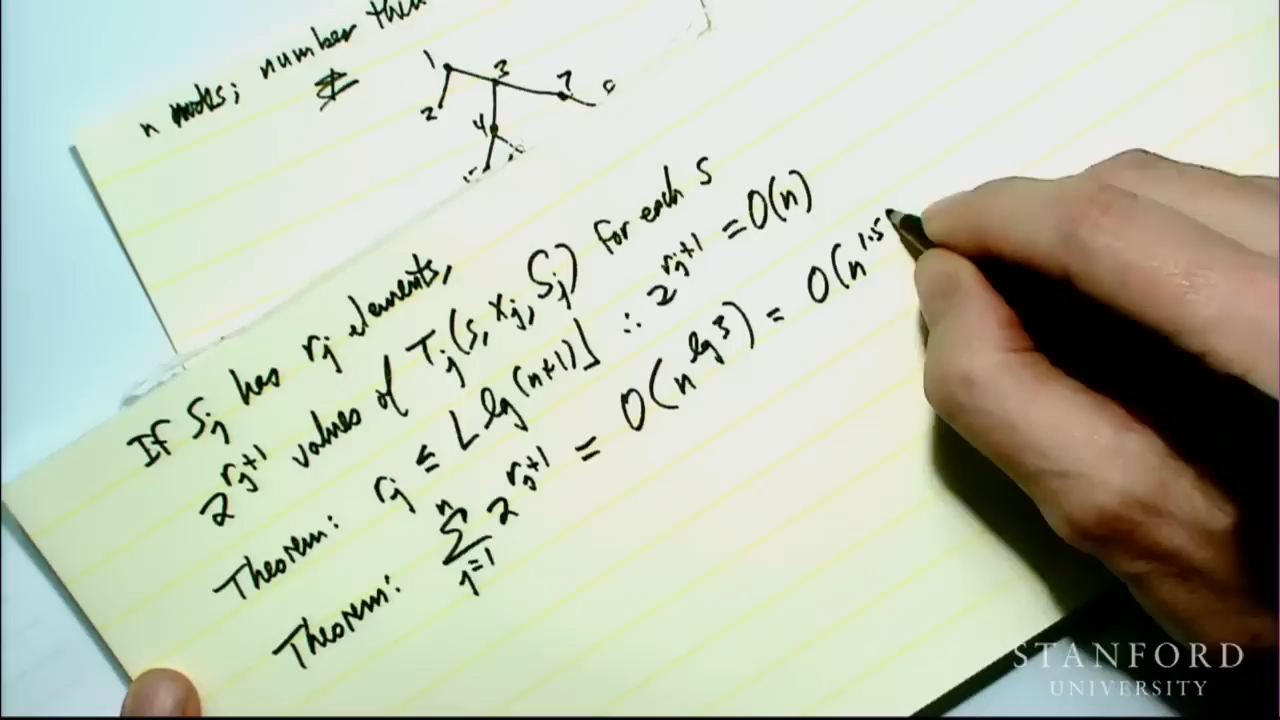 n nodes; number them
1 3 7
2 4
If Sj has rj elements,
2^(rj+1) values of Tj(s, xj, Sj) for each s
Theorem: rj ≤ ⌊lg(n+1)⌋ ∴ 2^(rj+1) = O(n)
Theorem: Σ_{j=1}^{n} 2^(rj+1) = O(n^(lg 3)) = O(n^1.5
STANFORD
UNIVERSITY